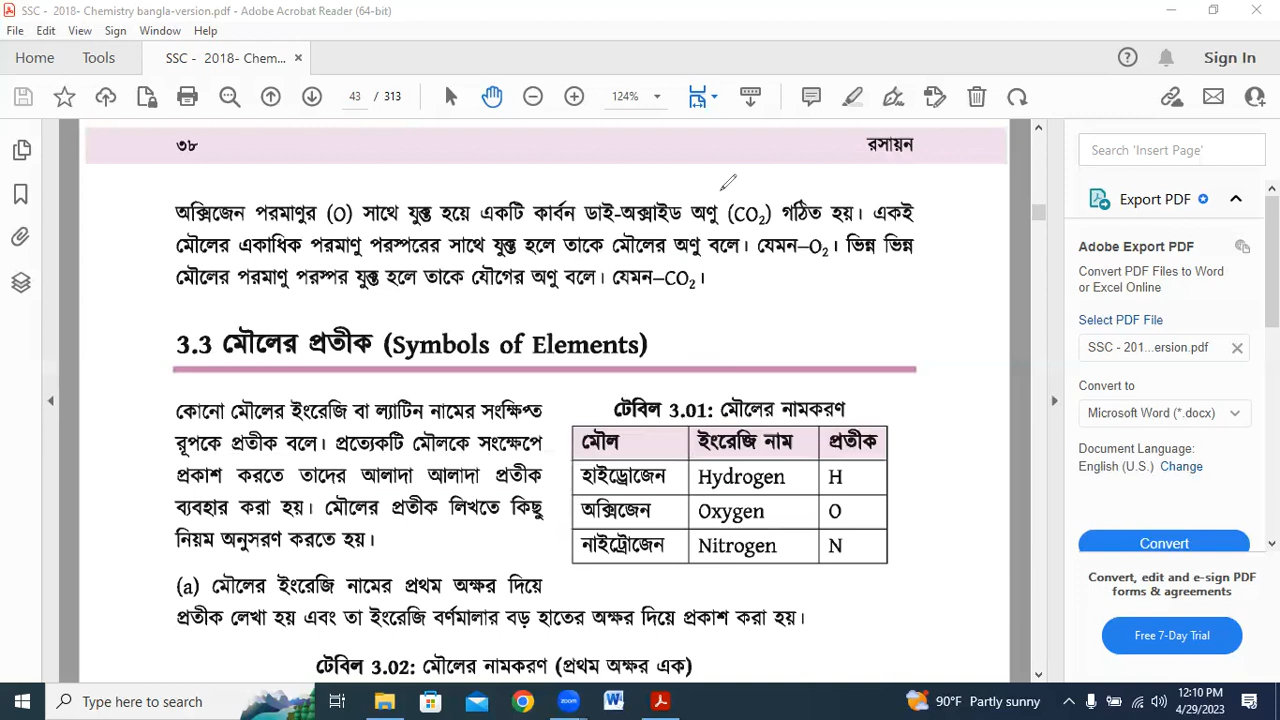 SSC - 2018- Chemistry bangla-version.pdf - Adobe Acrobat Reader (64-bit)
File Edit View Sign Window Help
Home Tools SSC - 2018- Chem... Sign In
43 / 313 124%
৩৮ রসায়ন
অক্সিজেন পরমাণুর (O) সাথে যুক্ত হয়ে একটি কার্বন ডাই-অক্সাইড অণু (CO₂) গঠিত হয়। একই
মৌলের একাধিক পরমাণু পরস্পরের সাথে যুক্ত হলে তাকে মৌলের অণু বলে। যেমন–O₂। ভিন্ন ভিন্ন
মৌলের পরমাণু পরস্পর যুক্ত হলে তাকে যৌগের অণু বলে। যেমন–CO₂।
3.3 মৌলের প্রতীক (Symbols of Elements)
কোনো মৌলের ইংরেজি বা ল্যাটিন নামের সংক্ষিপ্ত
রূপকে প্রতীক বলে। প্রত্যেকটি মৌলকে সংক্ষেপে
প্রকাশ করতে তাদের আলাদা আলাদা প্রতীক
ব্যবহার করা হয়। মৌলের প্রতীক লিখতে কিছু
নিয়ম অনুসরণ করতে হয়।
টেবিল 3.01: মৌলের নামকরণ
মৌল ইংরেজি নাম প্রতীক
হাইড্রোজেন Hydrogen H
অক্সিজেন Oxygen O
নাইট্রোজেন Nitrogen N
(a) মৌলের ইংরেজি নামের প্রথম অক্ষর দিয়ে
প্রতীক লেখা হয় এবং তা ইংরেজি বর্ণমালার বড় হাতের অক্ষর দিয়ে প্রকাশ করা হয়।
টেবিল 3.02: মৌলের নামকরণ (প্রথম অক্ষর এক)
Search 'Insert Page'
Export PDF
Adobe Export PDF
Convert PDF Files to Word
or Excel Online
Select PDF File
SSC - 201...ersion.pdf
Convert to
Microsoft Word (*.docx)
Document Language:
English (U.S.) Change
Convert
Convert, edit and e-sign PDF
forms & agreements
Free 7-Day Trial
Type here to search
zoom
90°F Partly sunny
12:10 PM
4/29/2023